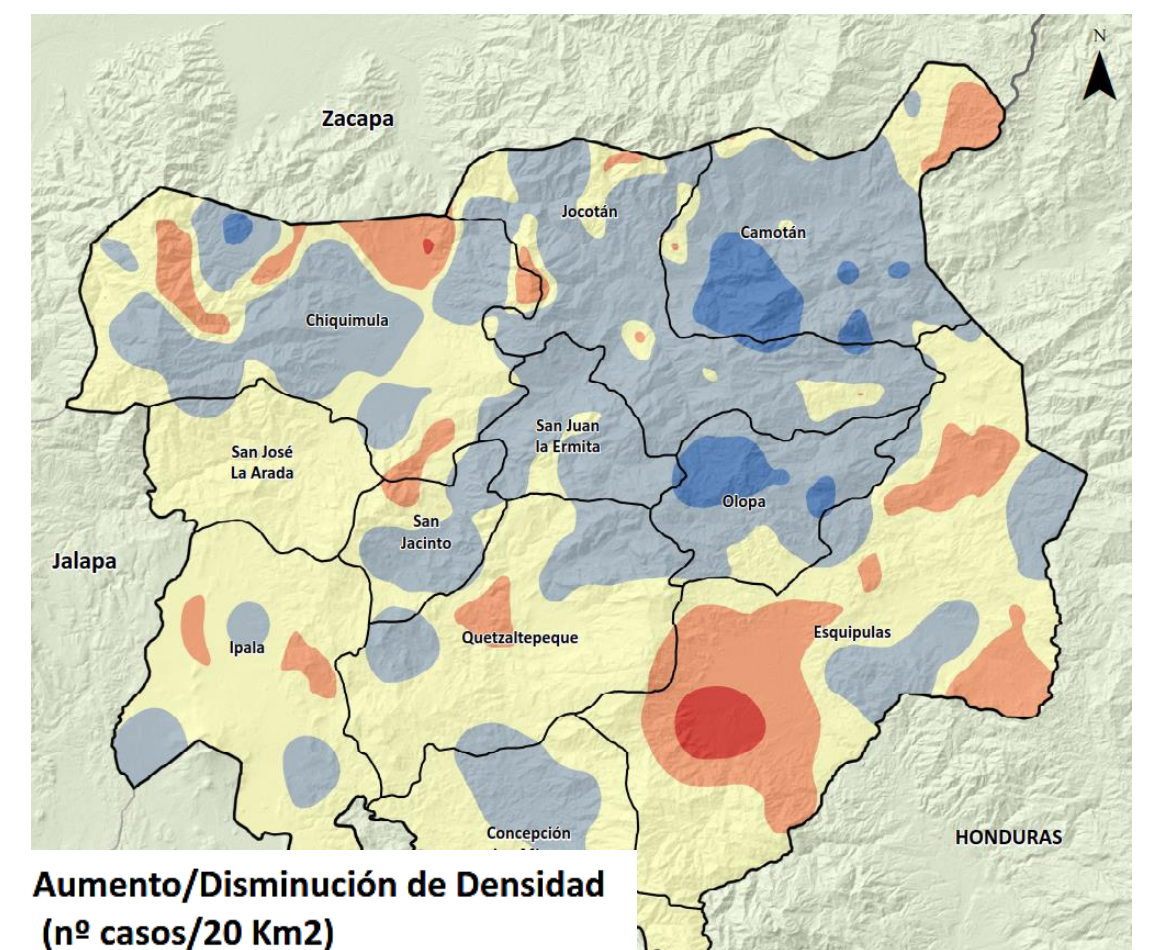 N
Zacapa
Jocotán
Camotán
Chiquimula
San Juan
la Ermita
San José
La Arada
Olopa
San
Jacinto
Jalapa
Esquipulas
Quetzaltepeque
Ipala
Concepción
HONDURAS
Aumento/Disminución de Densidad
(nº casos/20 Km2)